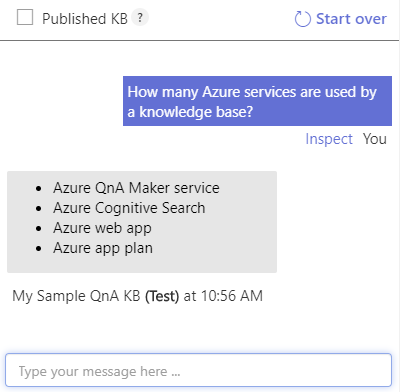 Published KB ? Start over
How many Azure services are used by
a knowledge base?
Inspect You
• Azure QnA Maker service
• Azure Cognitive Search
• Azure web app
• Azure app plan
My Sample QnA KB (Test) at 10:56 AM
Type your message here ...